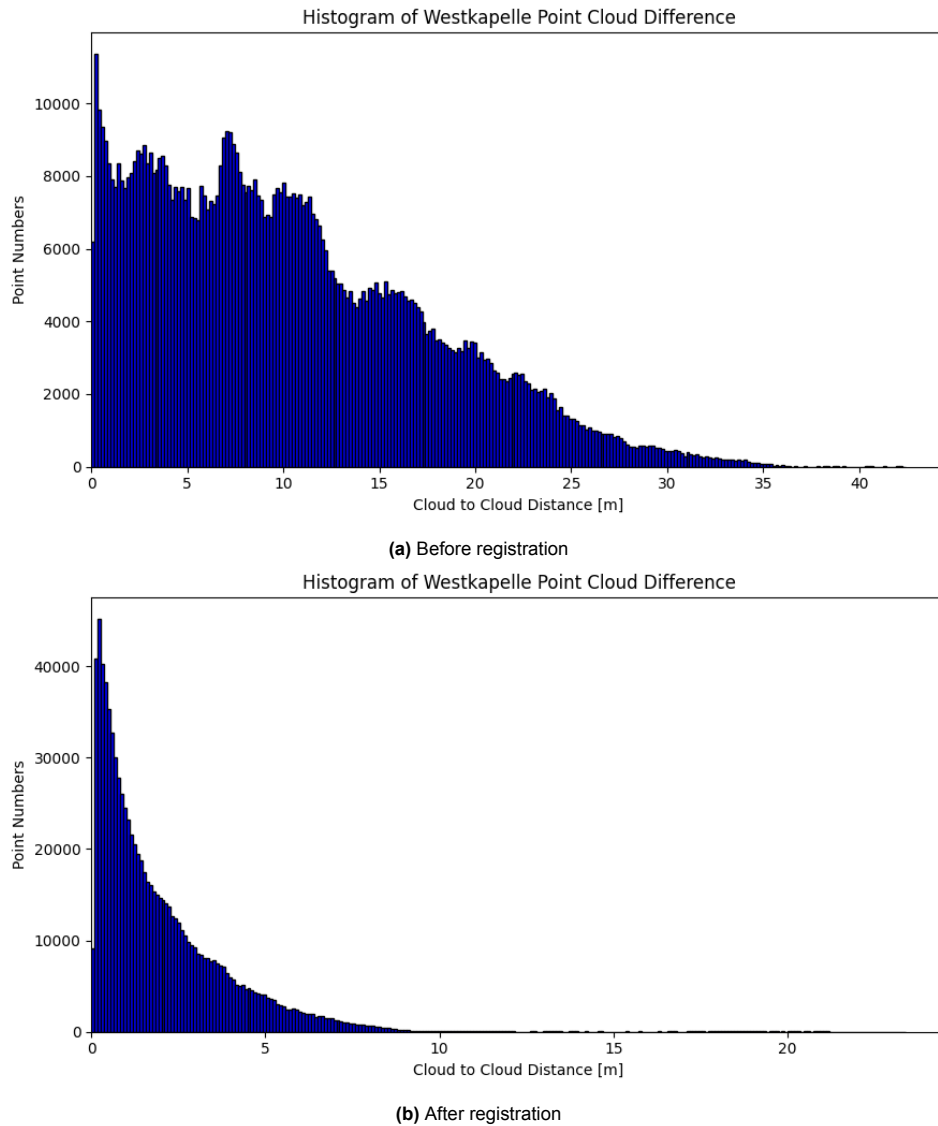 Histogram of Westkapelle Point Cloud Difference
10000
8000
6000
4000
2000
0
Point Numbers
0 5 10 15 20 25 30 35 40
Cloud to Cloud Distance [m]
(a) Before registration
Histogram of Westkapelle Point Cloud Difference
40000
30000
20000
10000
0
Point Numbers
0 5 10 15 20
Cloud to Cloud Distance [m]
(b) After registration